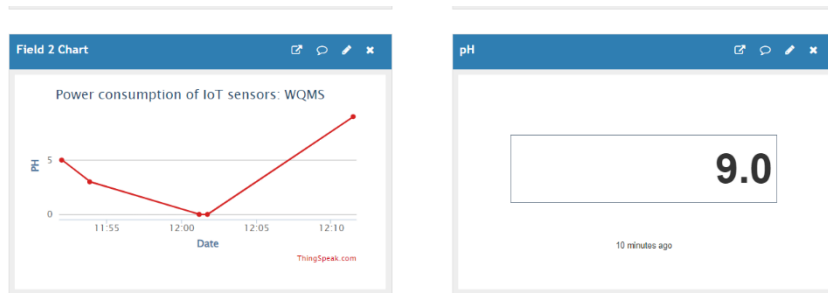 Field 2 Chart
Power consumption of IoT sensors: WQMS
PH
5
0
11:55 12:00 12:05 12:10
Date
ThingSpeak.com
pH
9.0
10 minutes ago